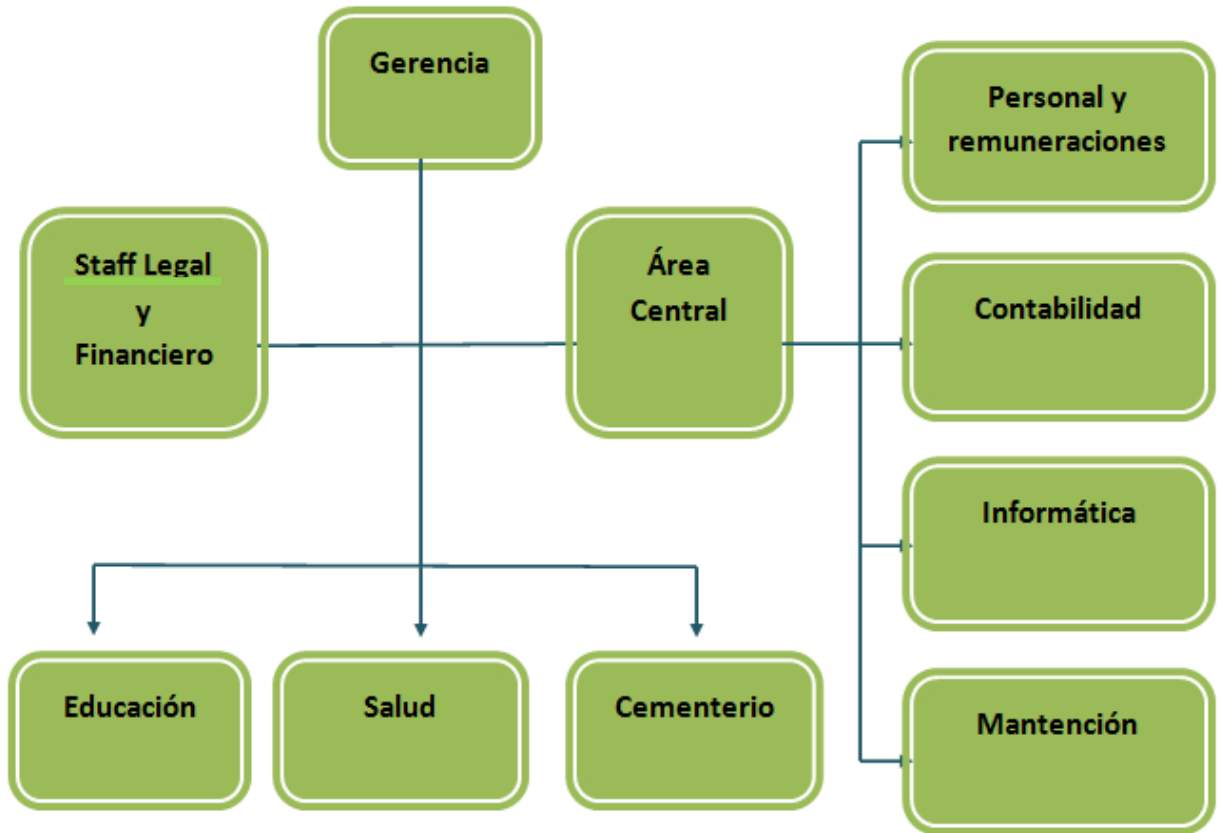 Gerencia
Personal y
remuneraciones
Staff Legal
y
Financiero
Área
Central
Contabilidad
Informática
Educación
Salud
Cementerio
Mantención